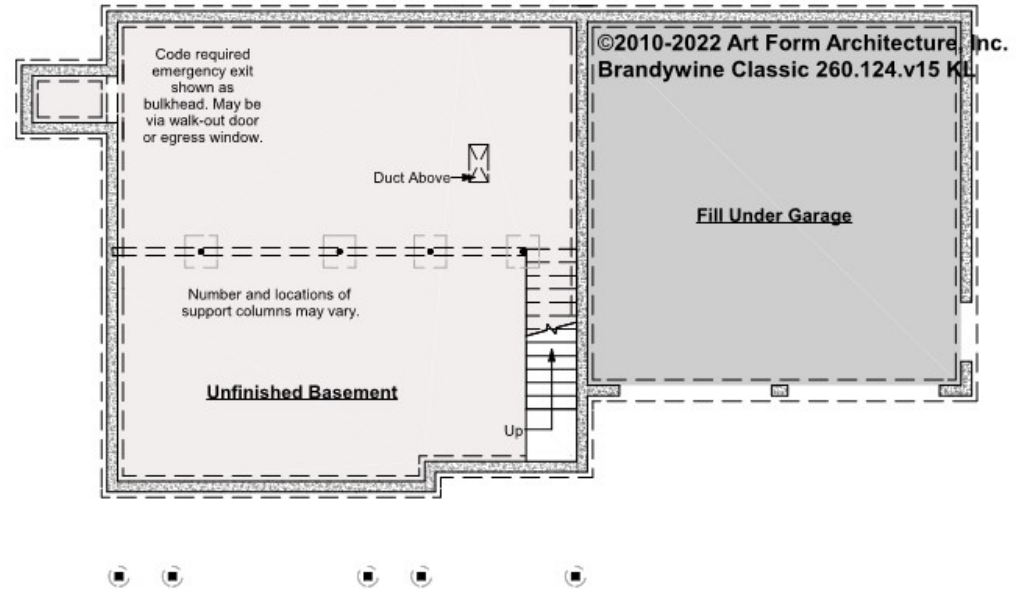 ©2010-2022 Art Form Architecture, Inc.
Brandywine Classic 260.124.v15 KL
Code required
emergency exit
shown as
bulkhead. May be
via walk-out door
or egress window.
Duct Above
Fill Under Garage
Number and locations of
support columns may vary.
Unfinished Basement
Up